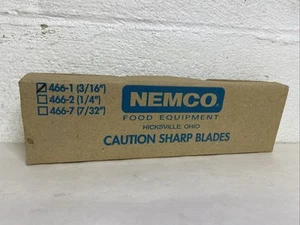 466-1 (3/16")
466-2 (1/4")
466-7 (7/32")
NEMCO
FOOD EQUIPMENT
HICKSVILLE, OHIO
CAUTION SHARP BLADES